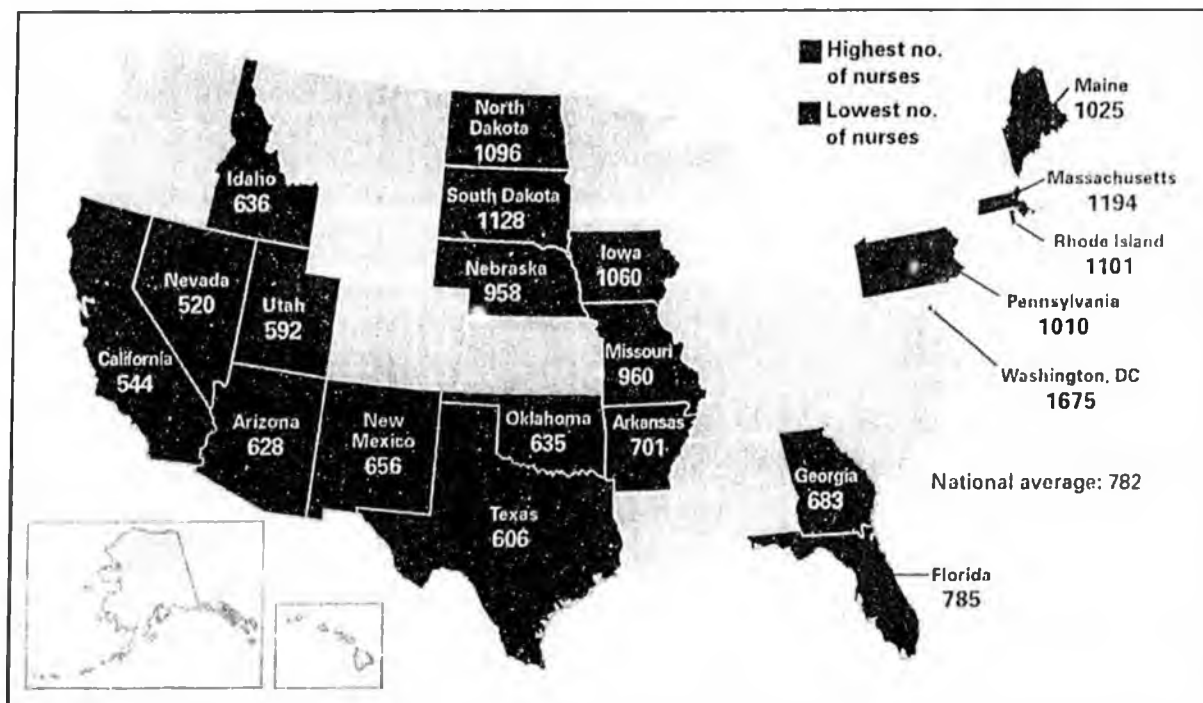 Highest no.
of nurses
Lowest no.
of nurses
Maine
1025
North
Dakota
1096
Idaho
636
Massachusetts
1194
South Dakota
1128
Rhode Island
1101
Iowa
1060
Nebraska
958
Nevada
520
Utah
592
Pennsylvania
1010
California
544
Missouri
960
Washington, DC
1675
Arizona
628
New
Mexico
656
Oklahoma
635
Arkansas
701
Georgia
683
National average: 782
Texas
606
Florida
785